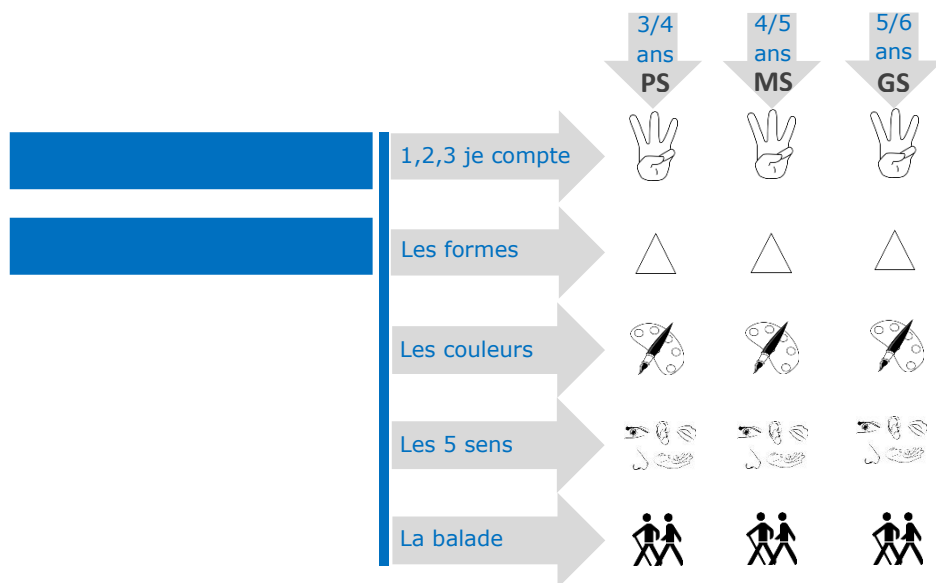 3/4
ans
PS
4/5
ans
MS
5/6
ans
GS
1,2,3 je compte
Les formes
Les couleurs
Les 5 sens
La balade